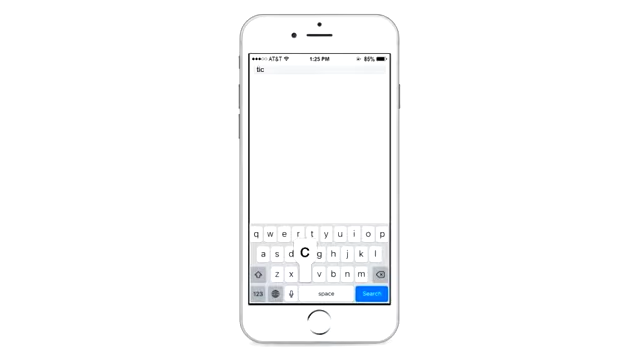 AT&T 1:25 PM 85%
tic
q w e r t y u i o p
a s d C g h j k l
z x v b n m
123 space Search